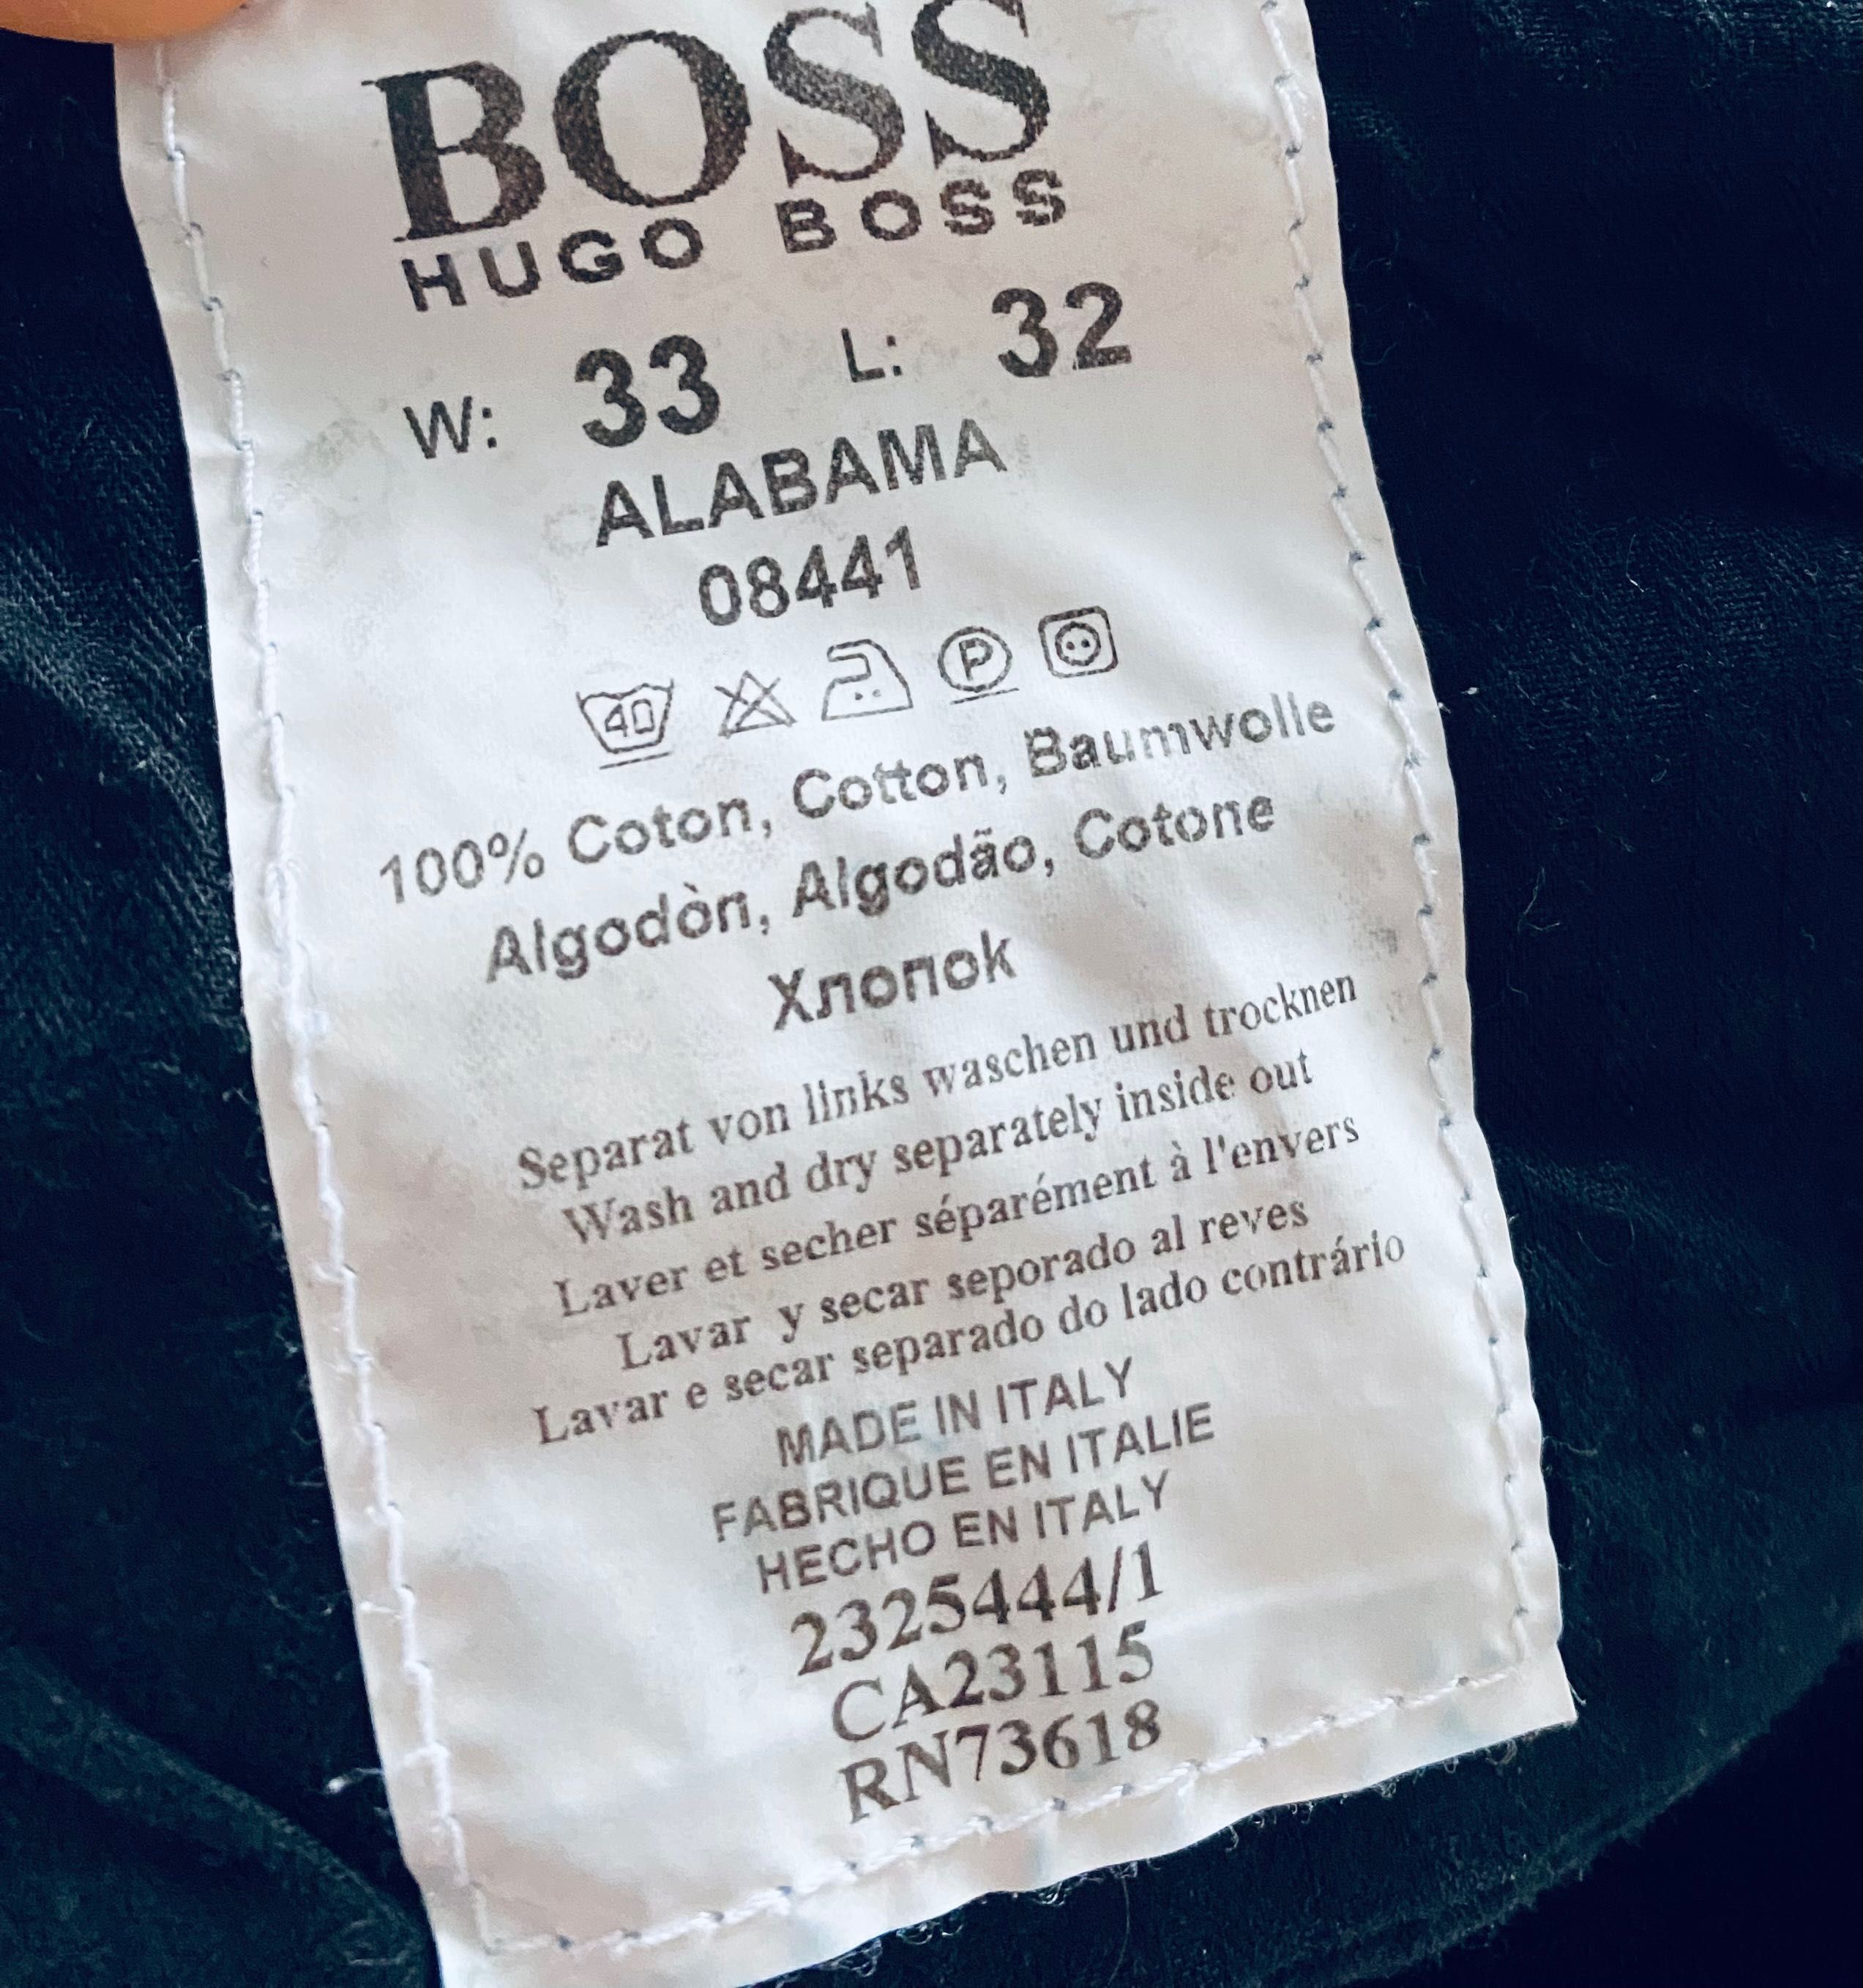 BOSS
HUGO BOSS
W: 33 L: 32
ALABAMA
08441
40 P
100% Coton, Cotton, Baumwolle
Algodòn, Algodão, Cotone
Хлопок
Separat von links waschen und trocknen
Wash and dry separately inside out
Laver et secher séparément à l'envers
Lavar y secar seporado al reves
Lavar e secar separado do lado contrário
MADE IN ITALY
FABRIQUE EN ITALIE
HECHO EN ITALY
2325444/1
CA23115
RN73618